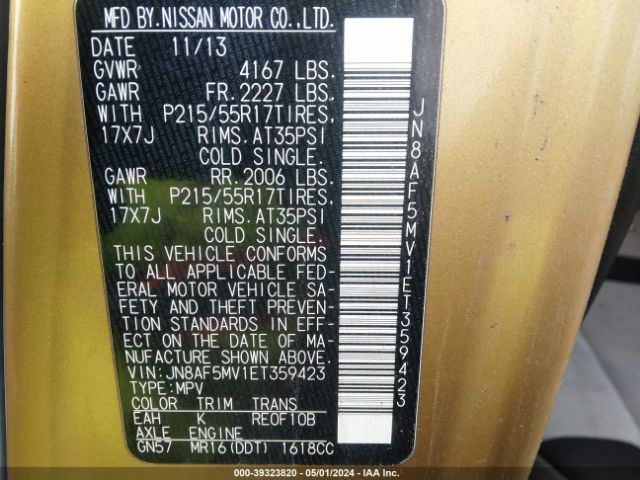 MFD BY.NISSAN MOTOR CO.,LTD.
DATE 11/13
GVWR 4167 LBS.
GAWR FR.2227 LBS.
WITH P215/55R17TIRES.
17X7J RIMS.AT35PSI
COLD SINGLE.
GAWR RR.2006 LBS.
WITH P215/55R17TIRES.
17X7J RIMS.AT35PSI
COLD SINGLE.
THIS VEHICLE CONFORMS
TO ALL APPLICABLE FED-
ERAL MOTOR VEHICLE SA-
FETY AND THEFT PREVEN-
TION STANDARDS IN EFF-
ECT ON THE DATE OF MA-
NUFACTURE SHOWN ABOVE.
VIN:JN8AF5MV1ET359423
TYPE:MPV
COLOR TRIM TRANS
EAH K RE0F10B
AXLE ENGINE
GN57 MR16(DDT) 1618CC
JN8AF5MV1ET359423
000-39323820 - 05/01/2024 - IAA Inc.